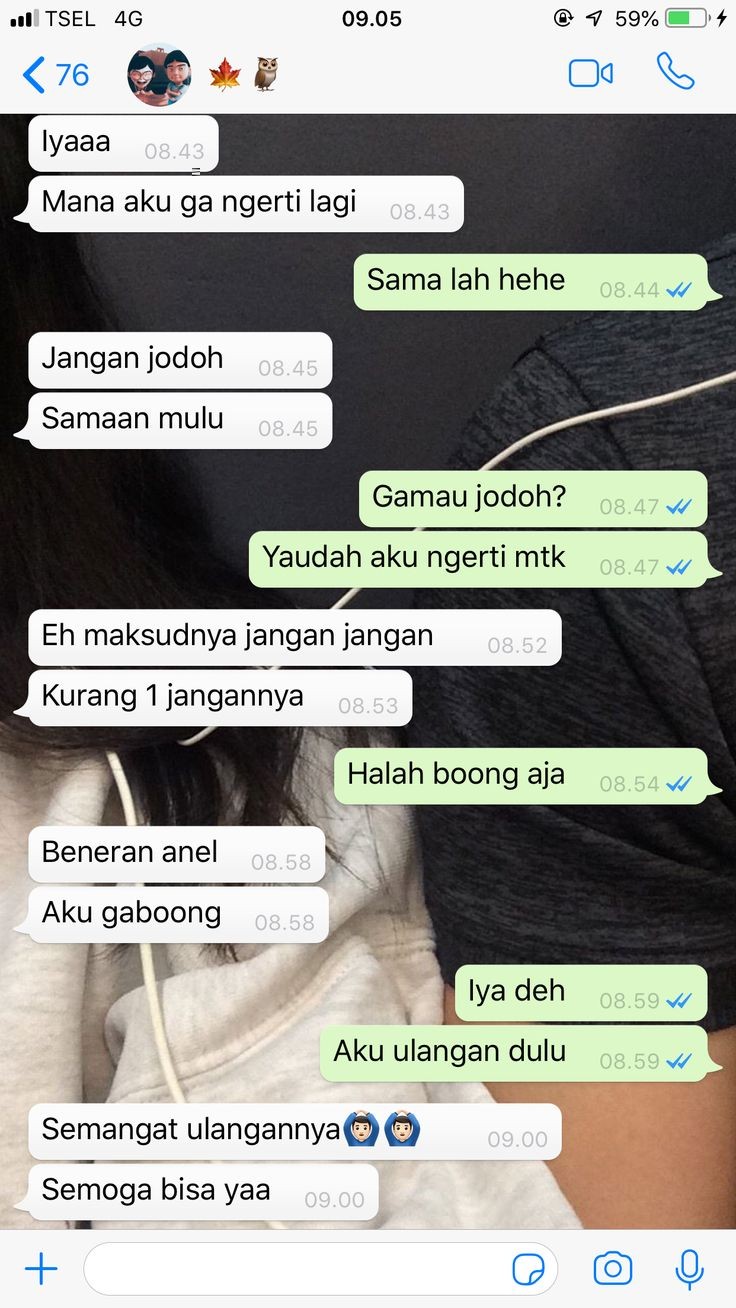 TSEL 4G 09.05 59%
76 🍁🦉
Iyaaa 08.43
Mana aku ga ngerti lagi 08.43
Sama lah hehe 08.44
Jangan jodoh 08.45
Samaan mulu 08.45
Gamau jodoh? 08.47
Yaudah aku ngerti mtk 08.47
Eh maksudnya jangan jangan 08.52
Kurang 1 jangannya 08.53
Halah boong aja 08.54
Beneran anel 08.58
Aku gaboong 08.58
Iya deh 08.59
Aku ulangan dulu 08.59
Semangat ulangannya🙆🏻‍♂️🙆🏻‍♂️ 09.00
Semoga bisa yaa 09.00